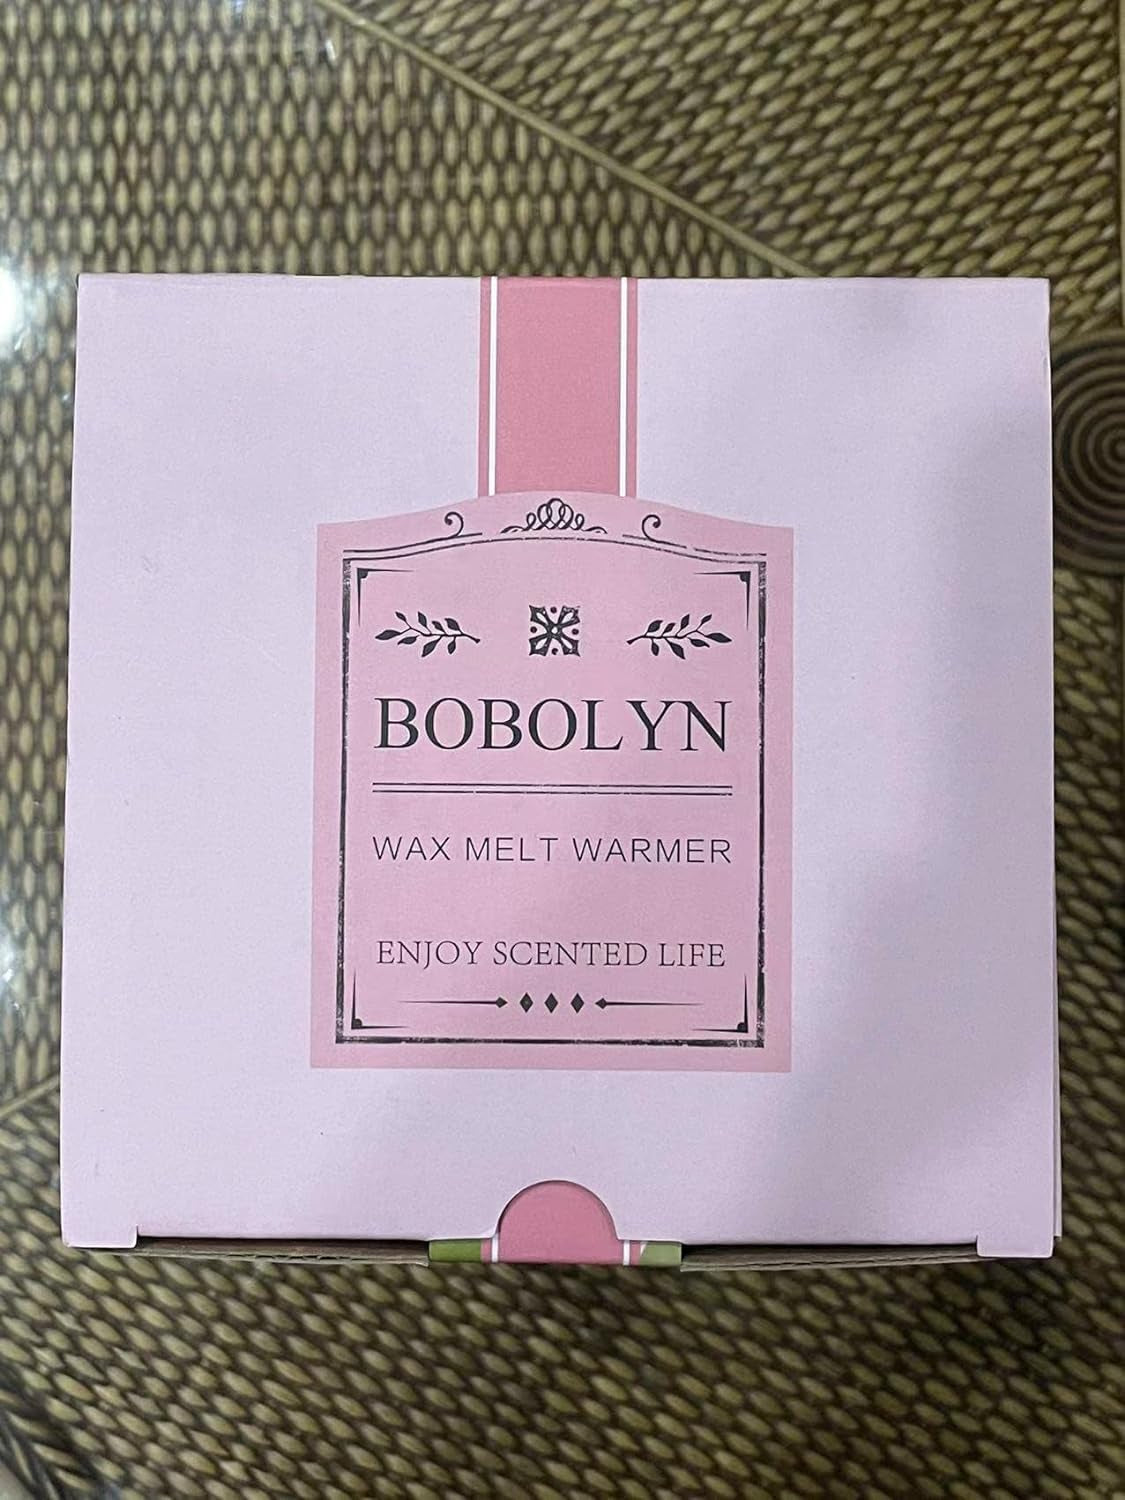 BOBOLYN
WAX MELT WARMER
ENJOY SCENTED LIFE